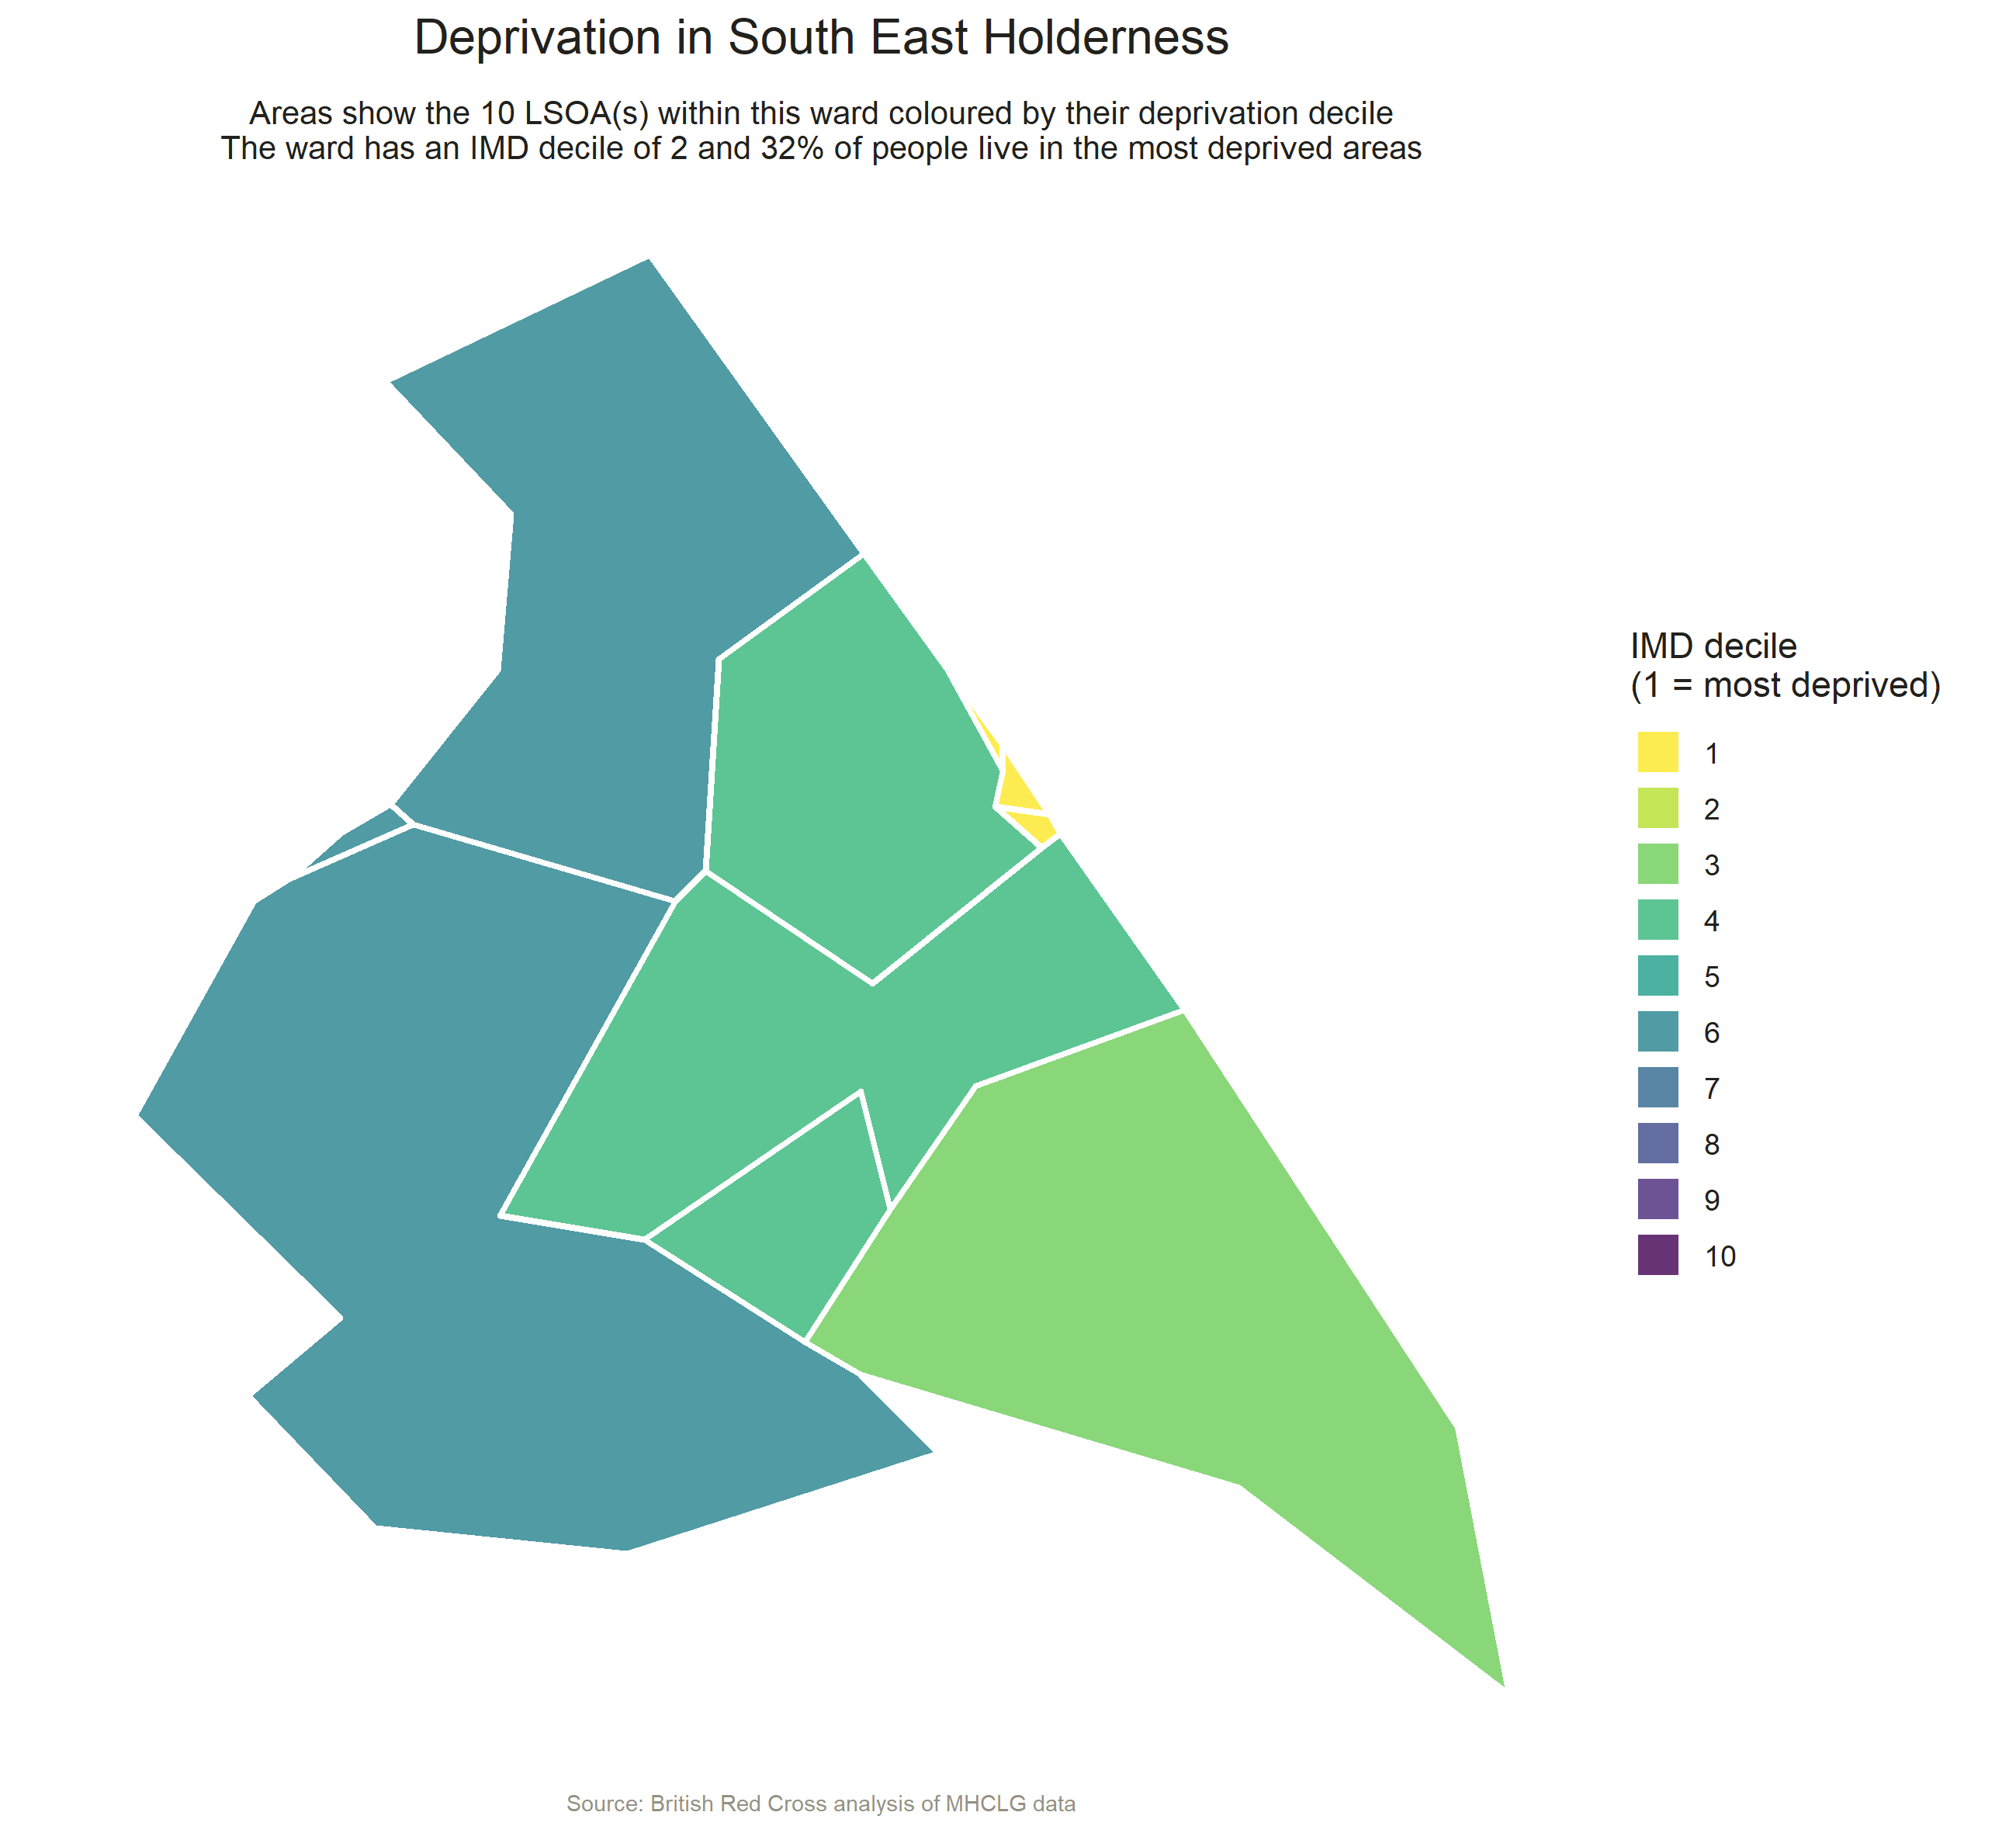 Deprivation in South East Holderness
Areas show the 10 LSOA(s) within this ward coloured by their deprivation decile
The ward has an IMD decile of 2 and 32% of people live in the most deprived areas
IMD decile
(1 = most deprived)
1
2
3
4
5
6
7
8
9
10
Source: British Red Cross analysis of MHCLG data